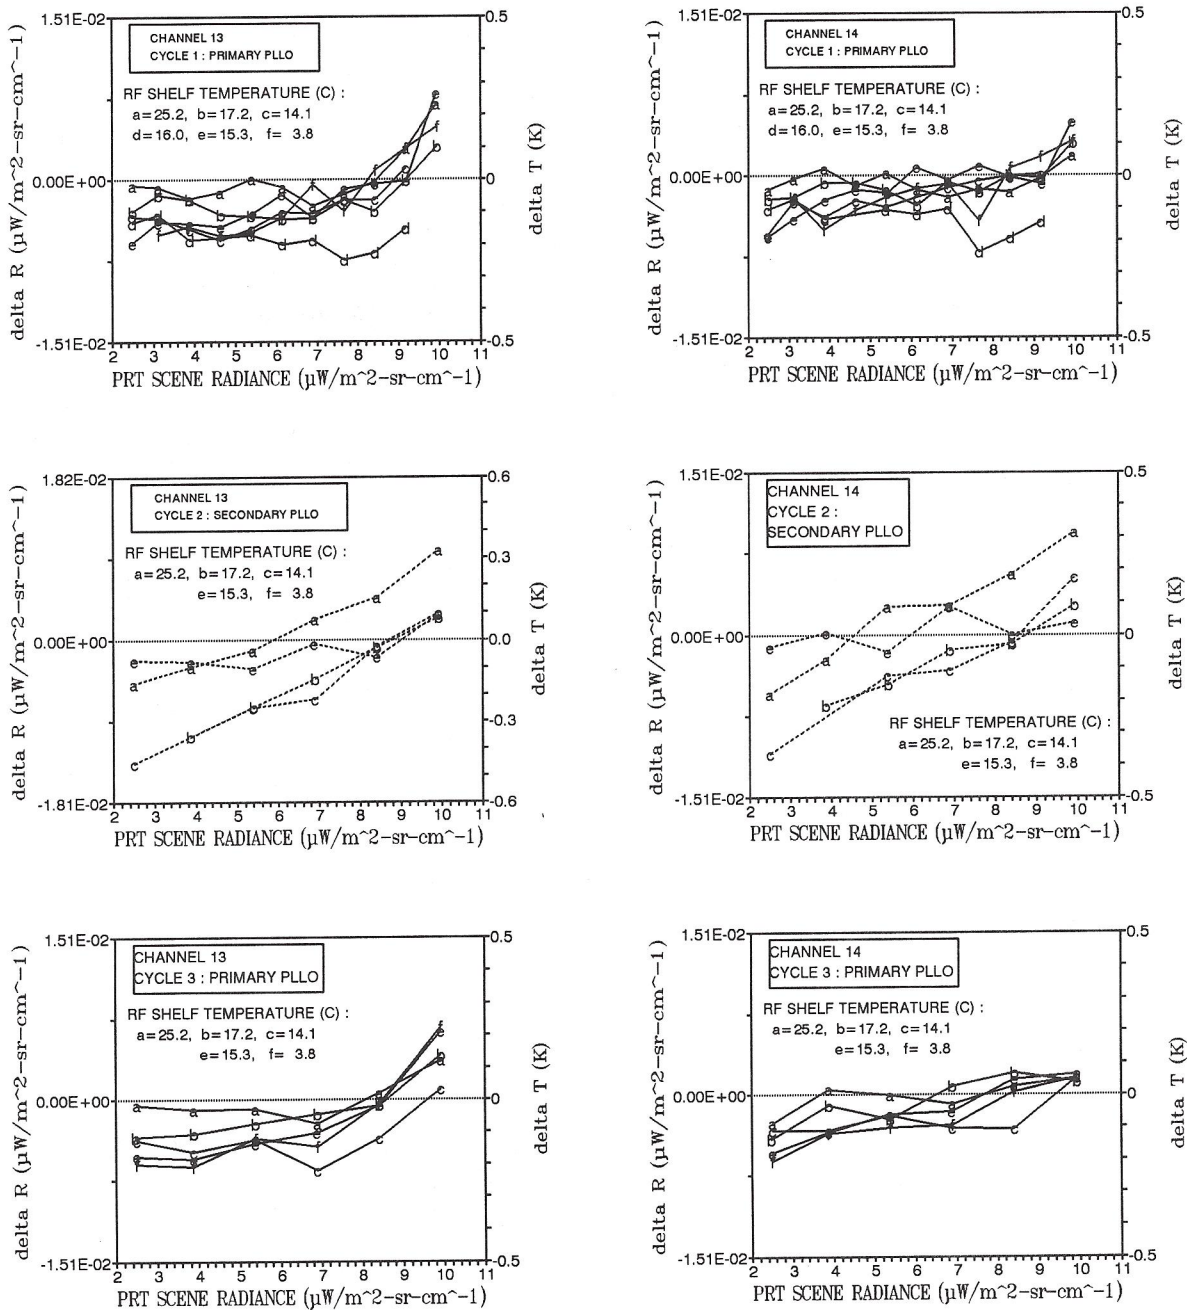 1.51E-02
CHANNEL 13
CYCLE 1 : PRIMARY PLLO
RF SHELF TEMPERATURE (C) :
a=25.2, b=17.2, c=14.1
d=16.0, e=15.3, f= 3.8
0.00E+00
-1.51E-02
0.5
0
-0.5
delta R (µW/m^2-sr-cm^-1)
delta T (K)
2 3 4 5 6 7 8 9 10 11
PRT SCENE RADIANCE (µW/m^2-sr-cm^-1)
1.51E-02
CHANNEL 14
CYCLE 1 : PRIMARY PLLO
RF SHELF TEMPERATURE (C) :
a=25.2, b=17.2, c=14.1
d=16.0, e=15.3, f= 3.8
0.00E+00
-1.51E-02
0.5
0
-0.5
delta R (µW/m^2-sr-cm^-1)
delta T (K)
2 3 4 5 6 7 8 9 10 11
PRT SCENE RADIANCE (µW/m^2-sr-cm^-1)
1.82E-02
CHANNEL 13
CYCLE 2 : SECONDARY PLLO
RF SHELF TEMPERATURE (C) :
a=25.2, b=17.2, c=14.1
e=15.3, f= 3.8
0.00E+00
-1.81E-02
0.6
0.3
0.0
-0.3
-0.6
delta R (µW/m^2-sr-cm^-1)
delta T (K)
2 3 4 5 6 7 8 9 10 11
PRT SCENE RADIANCE (µW/m^2-sr-cm^-1)
1.51E-02
CHANNEL 14
CYCLE 2 :
SECONDARY PLLO
0.00E+00
RF SHELF TEMPERATURE (C) :
a=25.2, b=17.2, c=14.1
e=15.3, f= 3.8
-1.51E-02
0.5
0
-0.5
delta R (µW/m^2-sr-cm^-1)
delta T (K)
2 3 4 5 6 7 8 9 10 11
PRT SCENE RADIANCE (µW/m^2-sr-cm^-1)
1.51E-02
CHANNEL 13
CYCLE 3 : PRIMARY PLLO
RF SHELF TEMPERATURE (C) :
a=25.2, b=17.2, c=14.1
e=15.3, f= 3.8
0.00E+00
-1.51E-02
0.5
0
-0.5
delta R (µW/m^2-sr-cm^-1)
delta T (K)
2 3 4 5 6 7 8 9 10 11
PRT SCENE RADIANCE (µW/m^2-sr-cm^-1)
1.51E-02
CHANNEL 14
CYCLE 3 : PRIMARY PLLO
RF SHELF TEMPERATURE (C) :
a=25.2, b=17.2, c=14.1
e=15.3, f= 3.8
0.00E+00
-1.51E-02
0.5
0
-0.5
delta R (µW/m^2-sr-cm^-1)
delta T (K)
2 3 4 5 6 7 8 9 10 11
PRT SCENE RADIANCE (µW/m^2-sr-cm^-1)